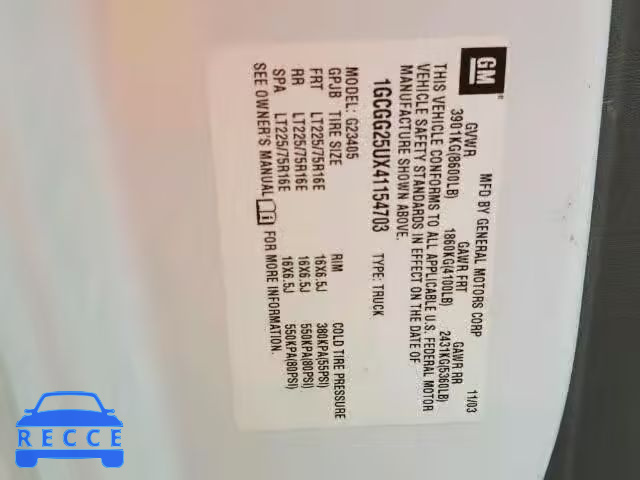 GM
MFD BY GENERAL MOTORS CORP 11/03
GVWR GAWR FRT GAWR RR
3901KG(8600LB) 1860KG(4100LB) 2431KG(5360LB)
THIS VEHICLE CONFORMS TO ALL APPLICABLE U.S. FEDERAL MOTOR
VEHICLE SAFETY STANDARDS IN EFFECT ON THE DATE OF
MANUFACTURE SHOWN ABOVE.
1GCGG25UX41154703 TYPE: TRUCK
MODEL: G23405
GPJB TIRE SIZE RIM COLD TIRE PRESSURE
FRT LT225/75R16E 16X6.5J 380KPA(55PSI)
RR LT225/75R16E 16X6.5J 550KPA(80PSI)
SPA LT225/75R16E 16X6.5J 550KPA(80PSI)
SEE OWNER'S MANUAL FOR MORE INFORMATION.
RECCE